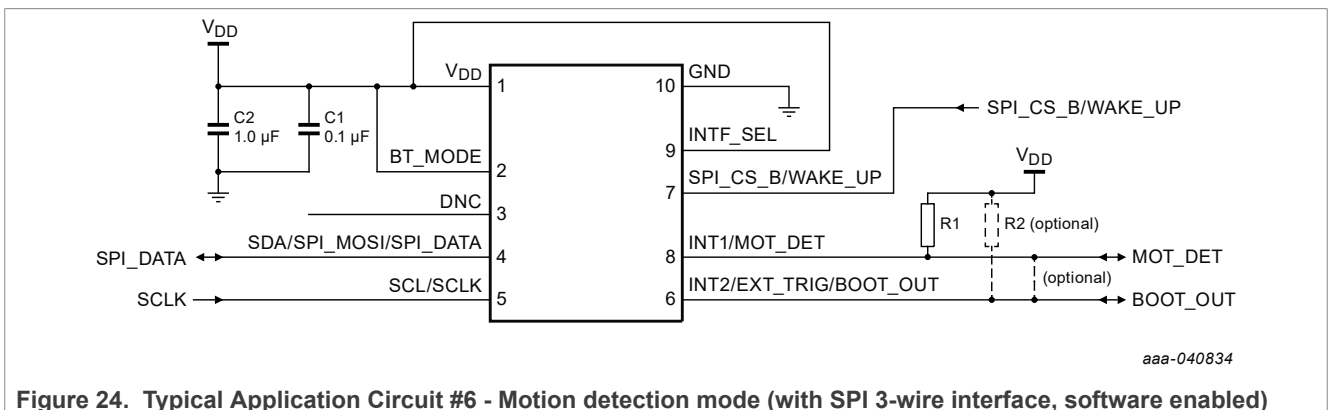 VDD
C2
1.0 µF
C1
0.1 µF
VDD
1
BT_MODE
2
DNC
3
SDA/SPI_MOSI/SPI_DATA
4
SPI_DATA
SCL/SCLK
5
SCLK
10
GND
INTF_SEL
9
SPI_CS_B/WAKE_UP
7
SPI_CS_B/WAKE_UP
VDD
R1
R2 (optional)
INT1/MOT_DET
8
MOT_DET
(optional)
INT2/EXT_TRIG/BOOT_OUT
6
BOOT_OUT
aaa-040834
Figure 24. Typical Application Circuit #6 - Motion detection mode (with SPI 3-wire interface, software enabled)